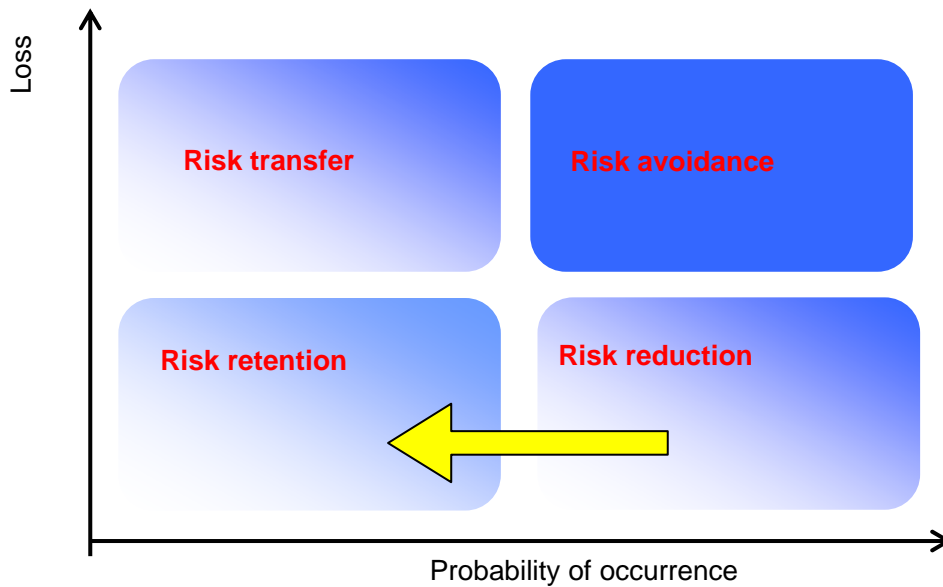 Loss
Risk transfer
Risk avoidance
Risk retention
Risk reduction
Probability of occurrence